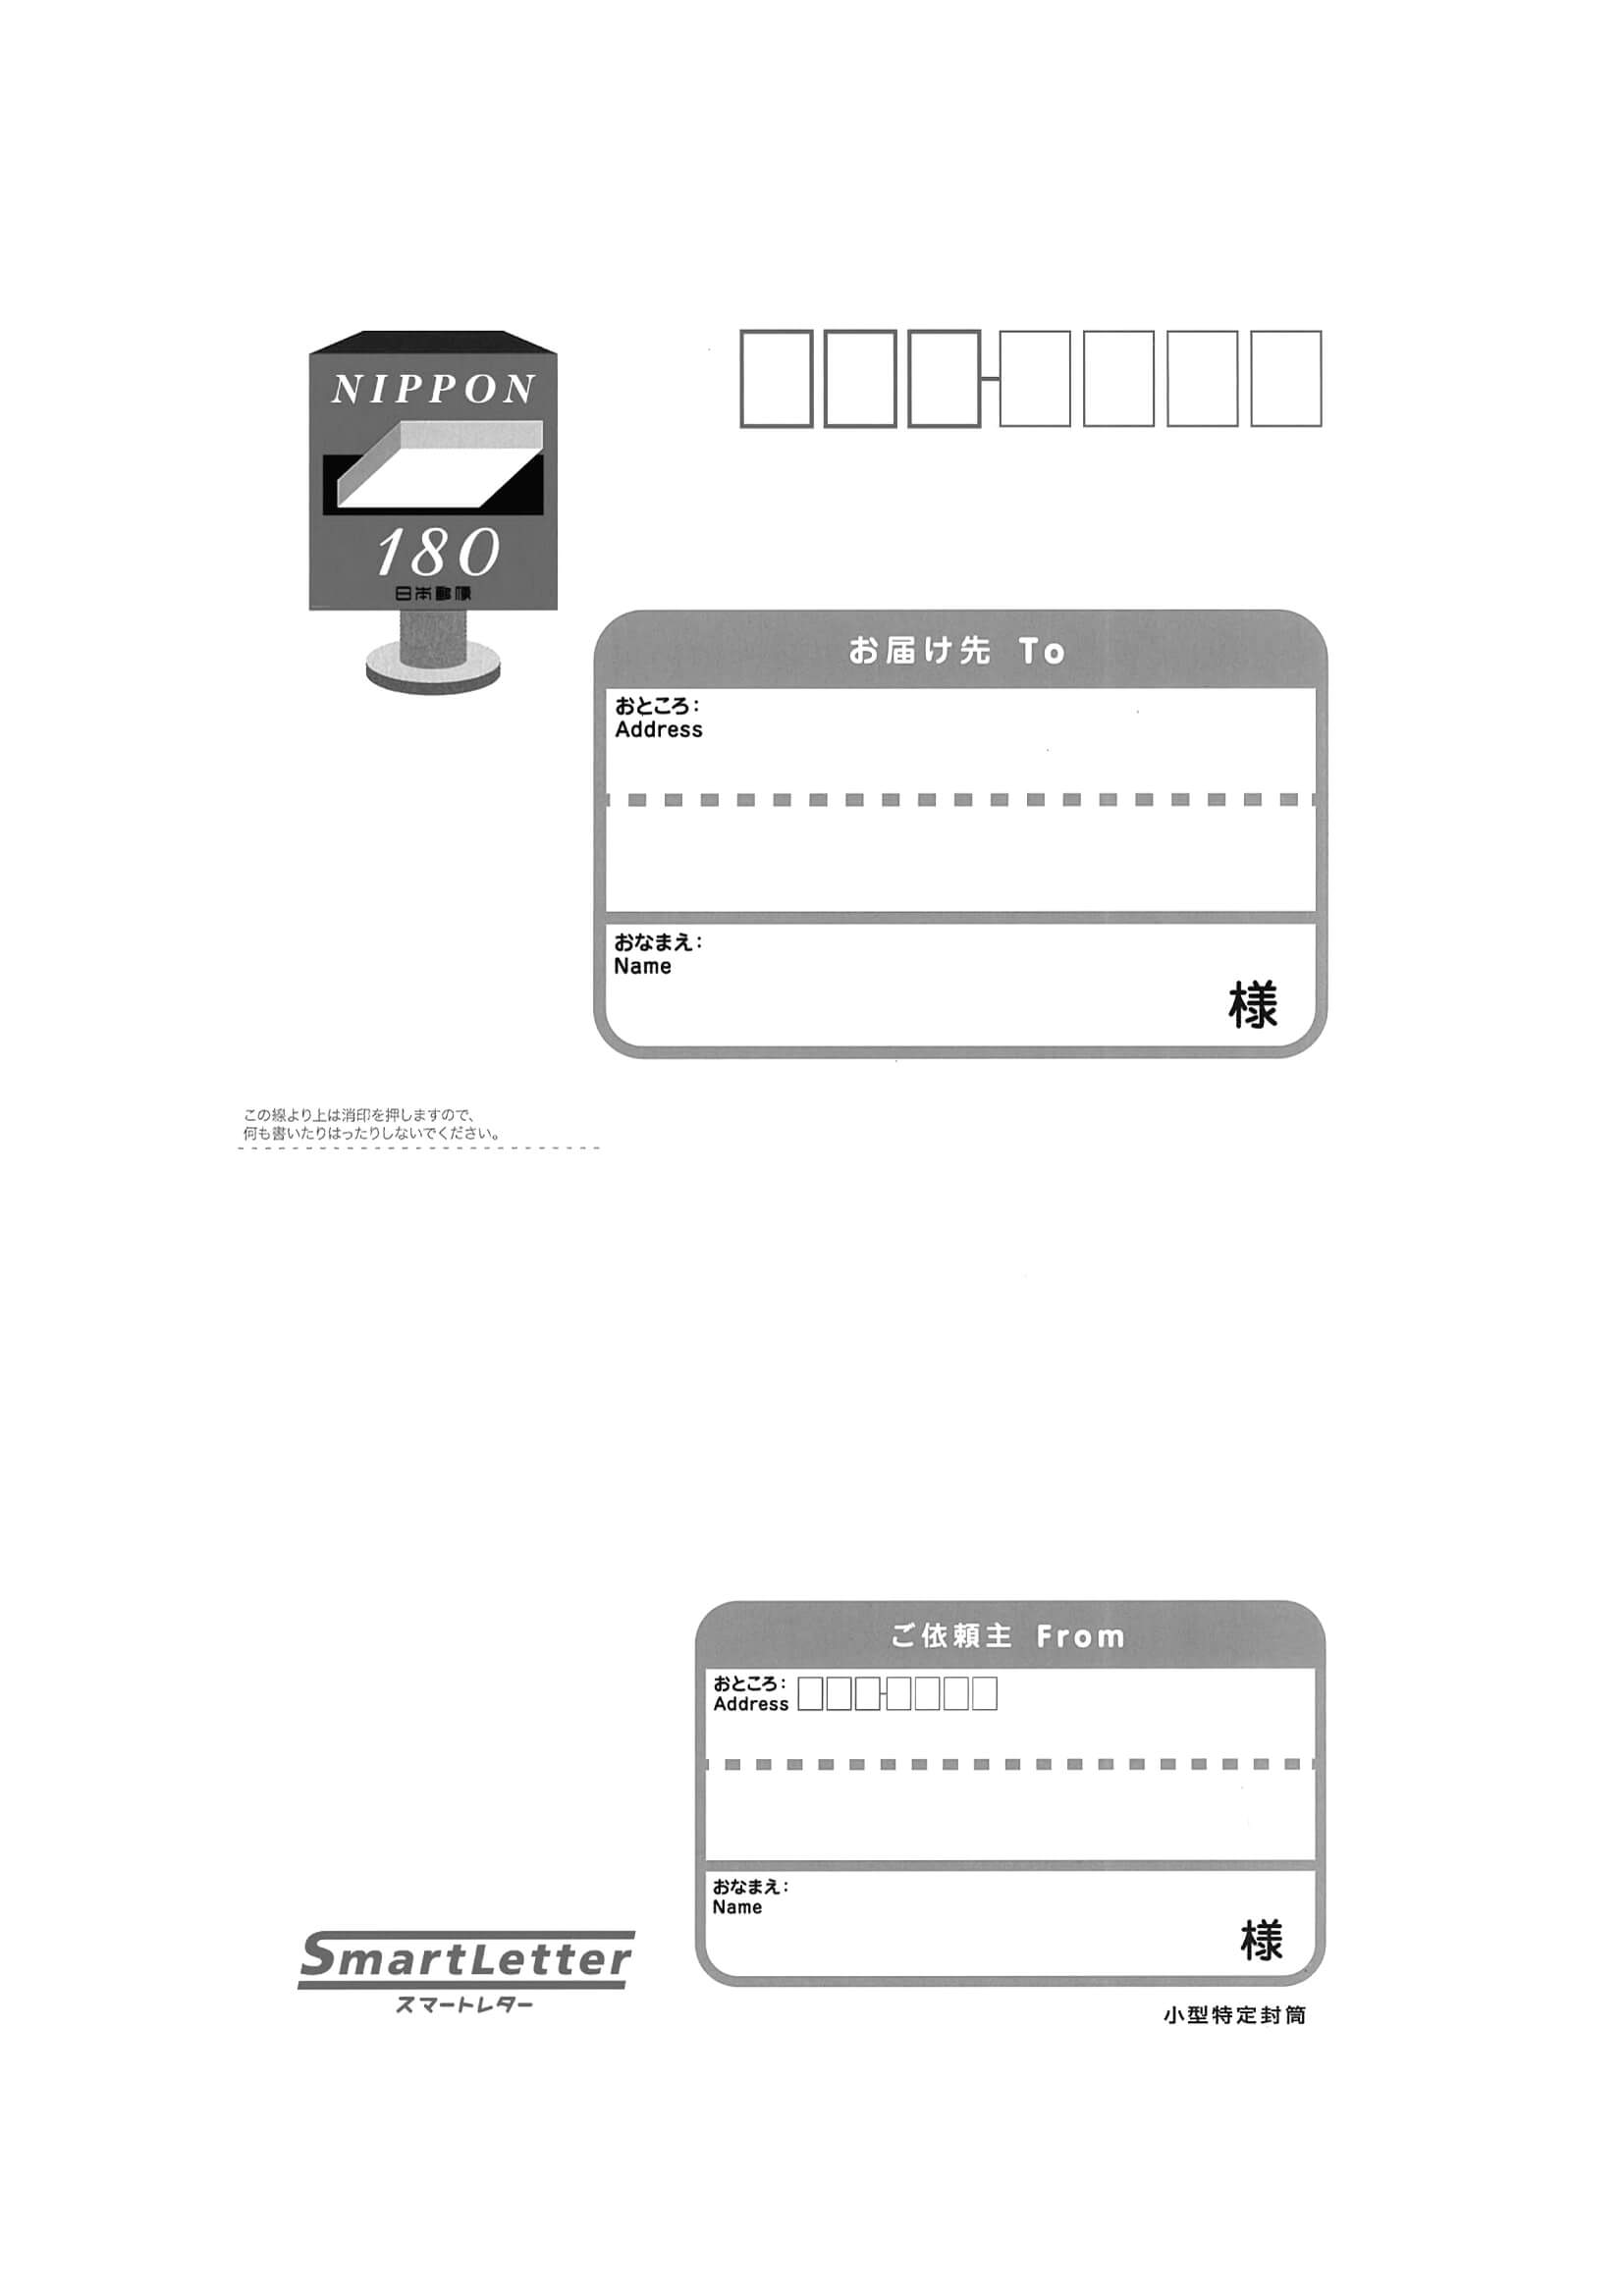 NIPPON
180
日本郵便
お届け先 To
おところ:
Address
おなまえ:
Name
様
この線より上は消印を押しますので、
何も書いたりはったりしないでください。
ご依頼主 From
おところ:
Address
おなまえ:
Name
様
SmartLetter
スマートレター
小型特定封筒